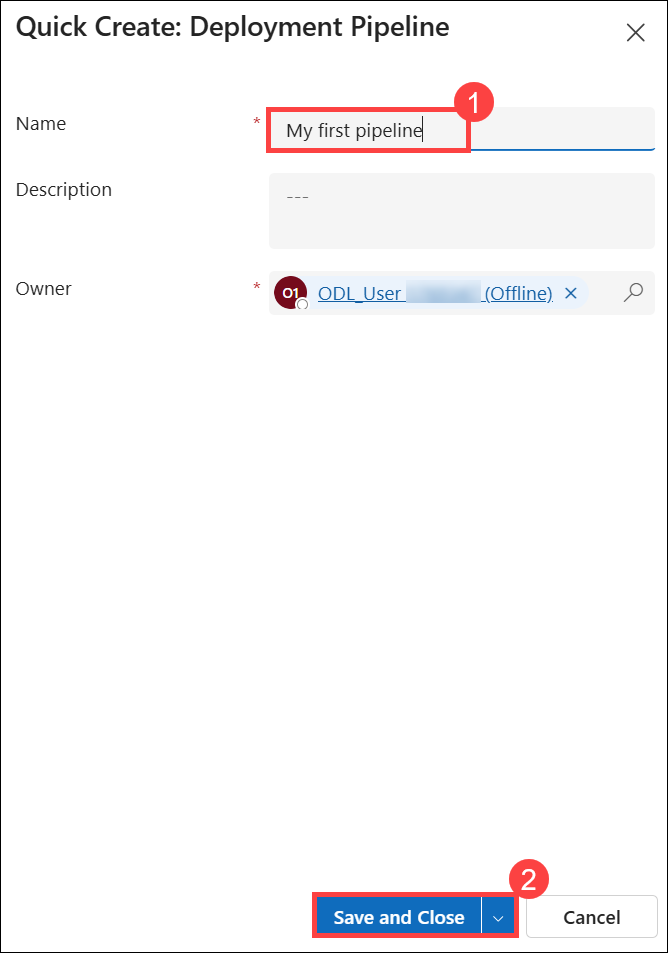 Quick Create: Deployment Pipeline
1
Name * My first pipeline
Description ---
Owner * O1 ODL_User (Offline)
2
Save and Close Cancel